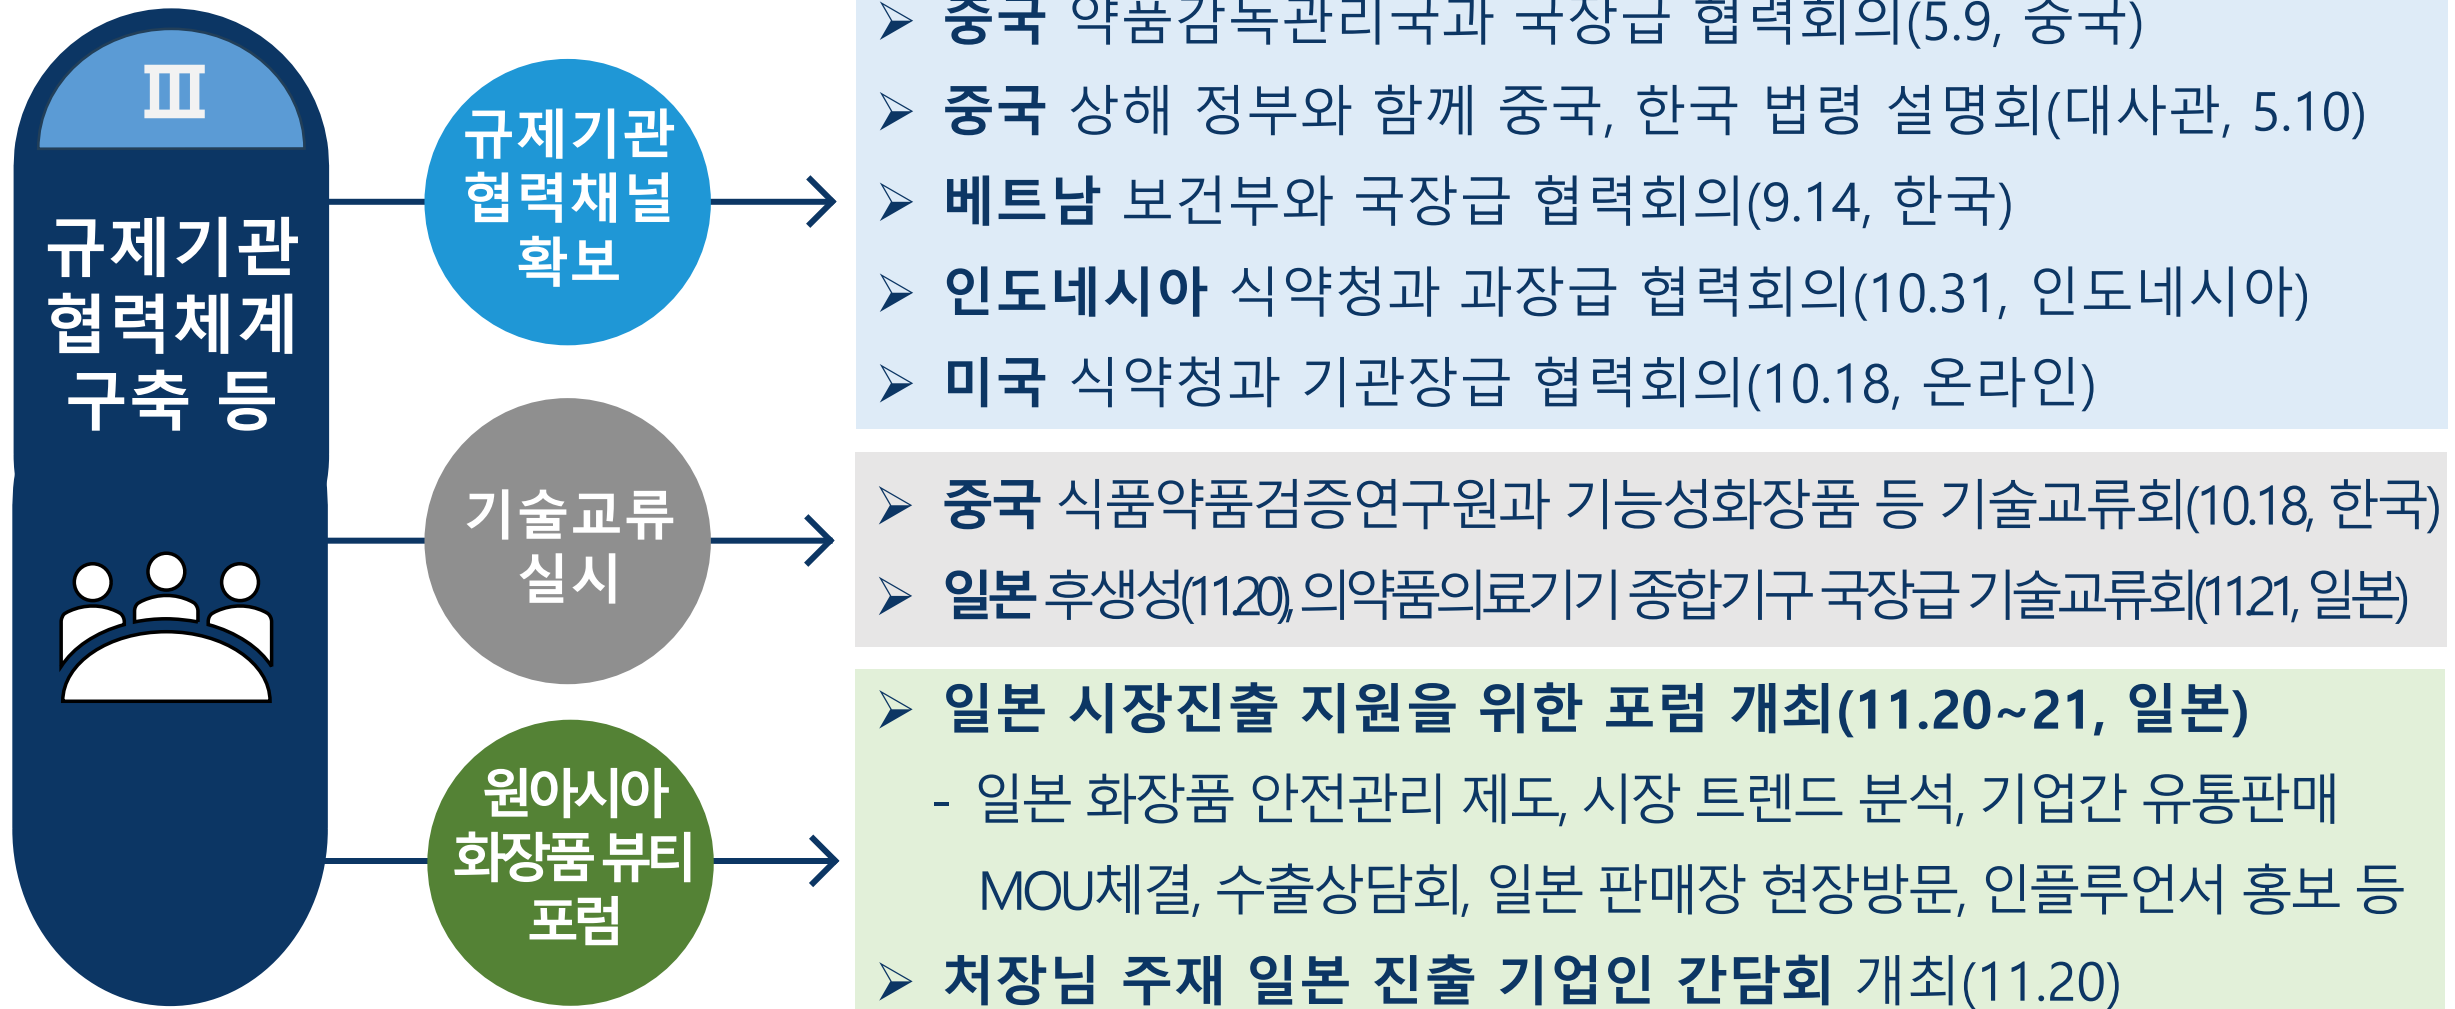 Ⅲ
규제기관
협력체계
구축 등
규제기관
협력채널
확보
➢ 중국 약품감독관리국과 국장급 협력회의(5.9, 중국)
➢ 중국 상해 정부와 함께 중국, 한국 법령 설명회(대사관, 5.10)
➢ 베트남 보건부와 국장급 협력회의(9.14, 한국)
➢ 인도네시아 식약청과 과장급 협력회의(10.31, 인도네시아)
➢ 미국 식약청과 기관장급 협력회의(10.18, 온라인)
기술교류
실시
➢ 중국 식품약품검증연구원과 기능성화장품 등 기술교류회(10.18, 한국)
➢ 일본 후생성(11.20), 의약품의료기기 종합기구 국장급 기술교류회(11.21, 일본)
원아시아
화장품 뷰티
포럼
➢ 일본 시장진출 지원을 위한 포럼 개최(11.20~21, 일본)
- 일본 화장품 안전관리 제도, 시장 트렌드 분석, 기업간 유통판매
MOU체결, 수출상담회, 일본 판매장 현장방문, 인플루언서 홍보 등
➢ 처장님 주재 일본 진출 기업인 간담회 개최(11.20)